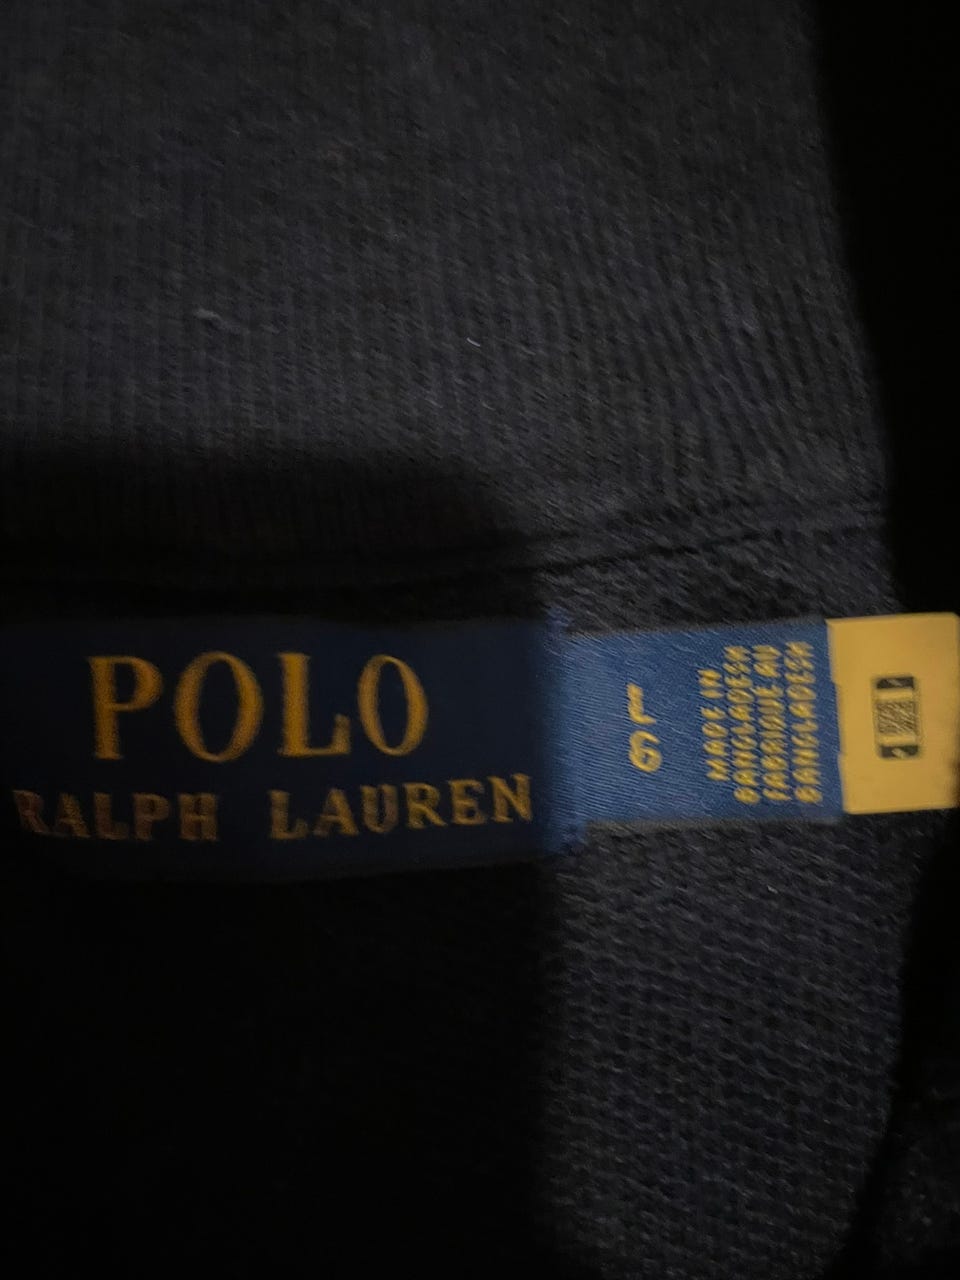 POLO
RALPH LAUREN
L
G
MADE IN
BANGLADESH
FABRIQUE AU
BANGLADESH